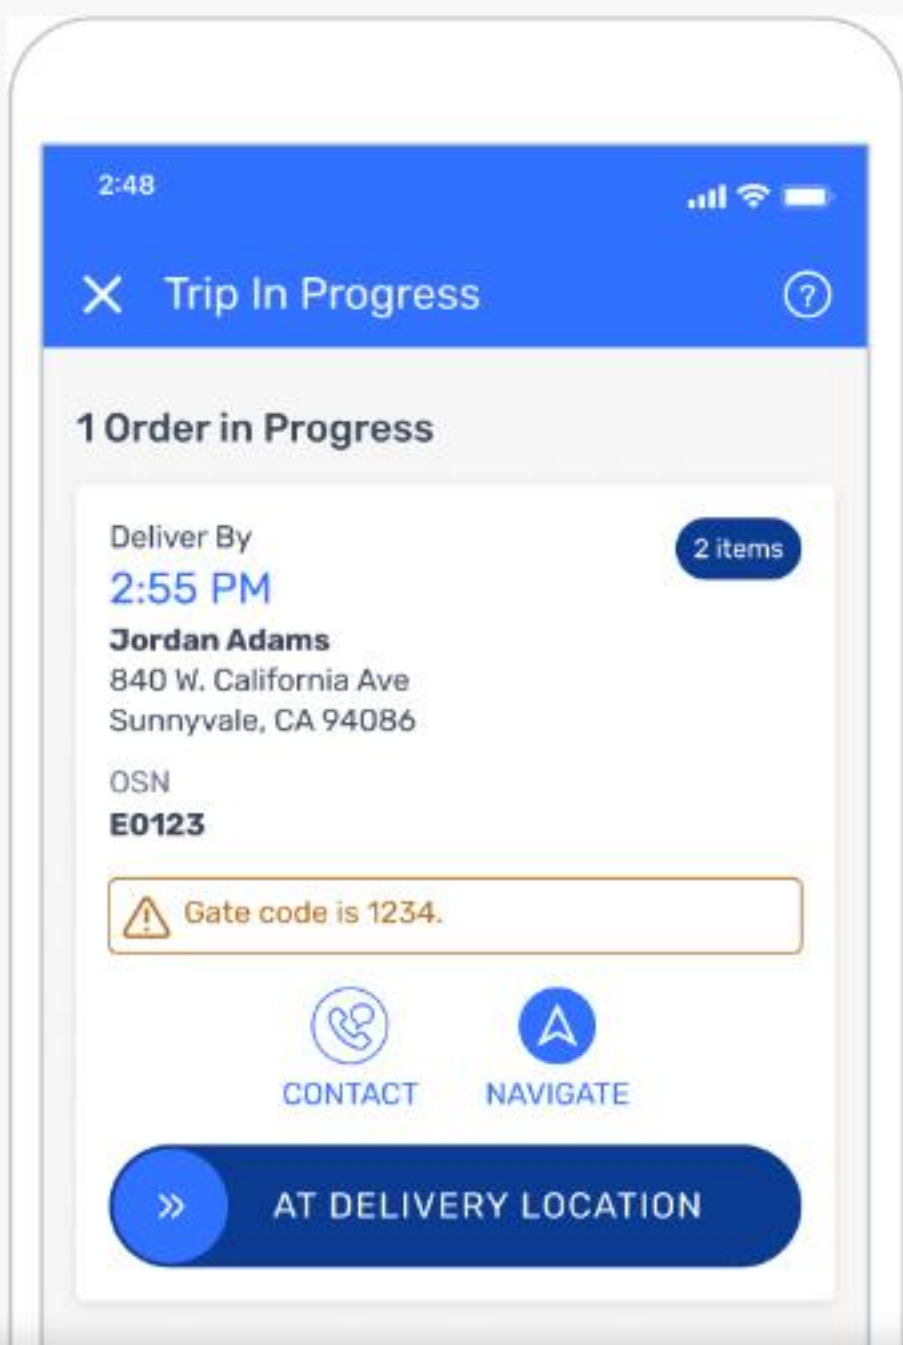 2:48
Trip In Progress
?
1 Order in Progress
Deliver By
2 items
2:55 PM
Jordan Adams
840 W. California Ave
Sunnyvale, CA 94086
OSN
E0123
Gate code is 1234.
CONTACT
NAVIGATE
AT DELIVERY LOCATION